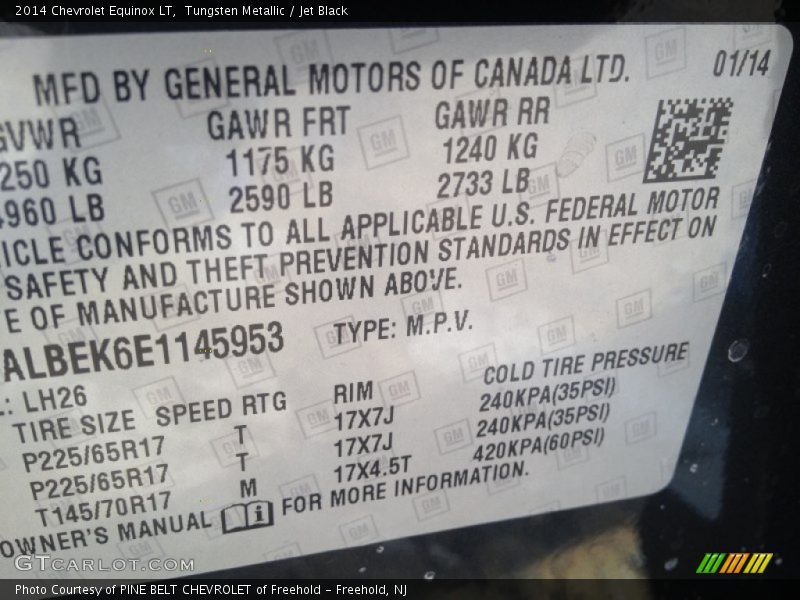 2014 Chevrolet Equinox LT, Tungsten Metallic / Jet Black
MFD BY GENERAL MOTORS OF CANADA LTD. 01/14
GVWR GAWR FRT GAWR RR
250 KG 1175 KG 1240 KG
4960 LB 2590 LB 2733 LB
ICLE CONFORMS TO ALL APPLICABLE U.S. FEDERAL MOTOR
SAFETY AND THEFT PREVENTION STANDARDS IN EFFECT ON
E OF MANUFACTURE SHOWN ABOVE.
ALBEK6E1145953 TYPE: M.P.V.
.: LH26
TIRE SIZE SPEED RTG RIM COLD TIRE PRESSURE
P225/65R17 T 17X7J 240KPA(35PSI)
P225/65R17 T 17X7J 240KPA(35PSI)
T145/70R17 M 17X4.5T 420KPA(60PSI)
OWNER'S MANUAL i FOR MORE INFORMATION.
GTcarlot.com
Photo Courtesy of PINE BELT CHEVROLET of Freehold - Freehold, NJ